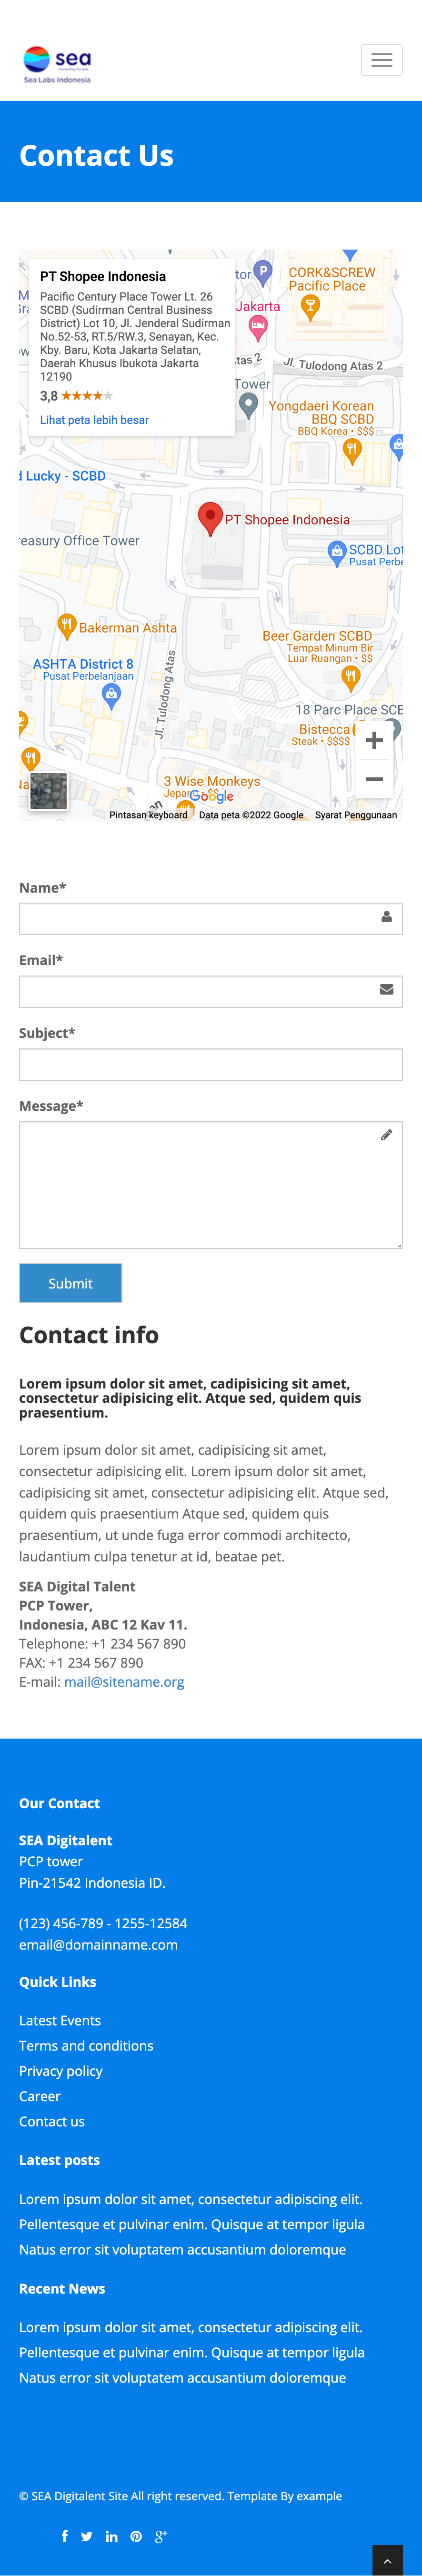 sea
Sea Labs Indonesia
Contact Us
PT Shopee Indonesia
Pacific Century Place Tower Lt. 26
SCBD (Sudirman Central Business
District) Lot 10, Jl. Jenderal Sudirman
No.52-53, RT.5/RW.3, Senayan, Kec.
Kby. Baru, Kota Jakarta Selatan,
Daerah Khusus Ibukota Jakarta
12190
3,8
Lihat peta lebih besar
tor
P
CORK&SCREW
Pacific Place
Jakarta
Atas 2
Jl. Tulodong Atas 2
Tower
Yongdaeri Korean
BBQ SCBD
BBQ Korea • $$$
d Lucky - SCBD
PT Shopee Indonesia
easury Office Tower
SCBD Lot
Pusat Perbe
Bakerman Ashta
Beer Garden SCBD
Tempat Minum Bir
Luar Ruangan • $$
ASHTA District 8
Pusat Perbelanjaan
Jl. Tulodong Atas
18 Parc Place SCB
Bistecca
Steak • $$$$
3 Wise Monkeys
Jepan
$$
Google
Pintasan keyboard Data peta ©2022 Google Syarat Penggunaan
Name*
Email*
Subject*
Message*
Submit
Contact info
Lorem ipsum dolor sit amet, cadipisicing sit amet,
consectetur adipisicing elit. Atque sed, quidem quis
praesentium.
Lorem ipsum dolor sit amet, cadipisicing sit amet,
consectetur adipisicing elit. Lorem ipsum dolor sit amet,
cadipisicing sit amet, consectetur adipisicing elit. Atque sed,
quidem quis praesentium Atque sed, quidem quis
praesentium, ut unde fuga error commodi architecto,
laudantium culpa tenetur at id, beatae pet.
SEA Digital Talent
PCP Tower,
Indonesia, ABC 12 Kav 11.
Telephone: +1 234 567 890
FAX: +1 234 567 890
E-mail: mail@sitename.org
Our Contact
SEA Digitalent
PCP tower
Pin-21542 Indonesia ID.
(123) 456-789 - 1255-12584
email@domainname.com
Quick Links
Latest Events
Terms and conditions
Privacy policy
Career
Contact us
Latest posts
Lorem ipsum dolor sit amet, consectetur adipiscing elit.
Pellentesque et pulvinar enim. Quisque at tempor ligula
Natus error sit voluptatem accusantium doloremque
Recent News
Lorem ipsum dolor sit amet, consectetur adipiscing elit.
Pellentesque et pulvinar enim. Quisque at tempor ligula
Natus error sit voluptatem accusantium doloremque
© SEA Digitalent Site All right reserved. Template By example